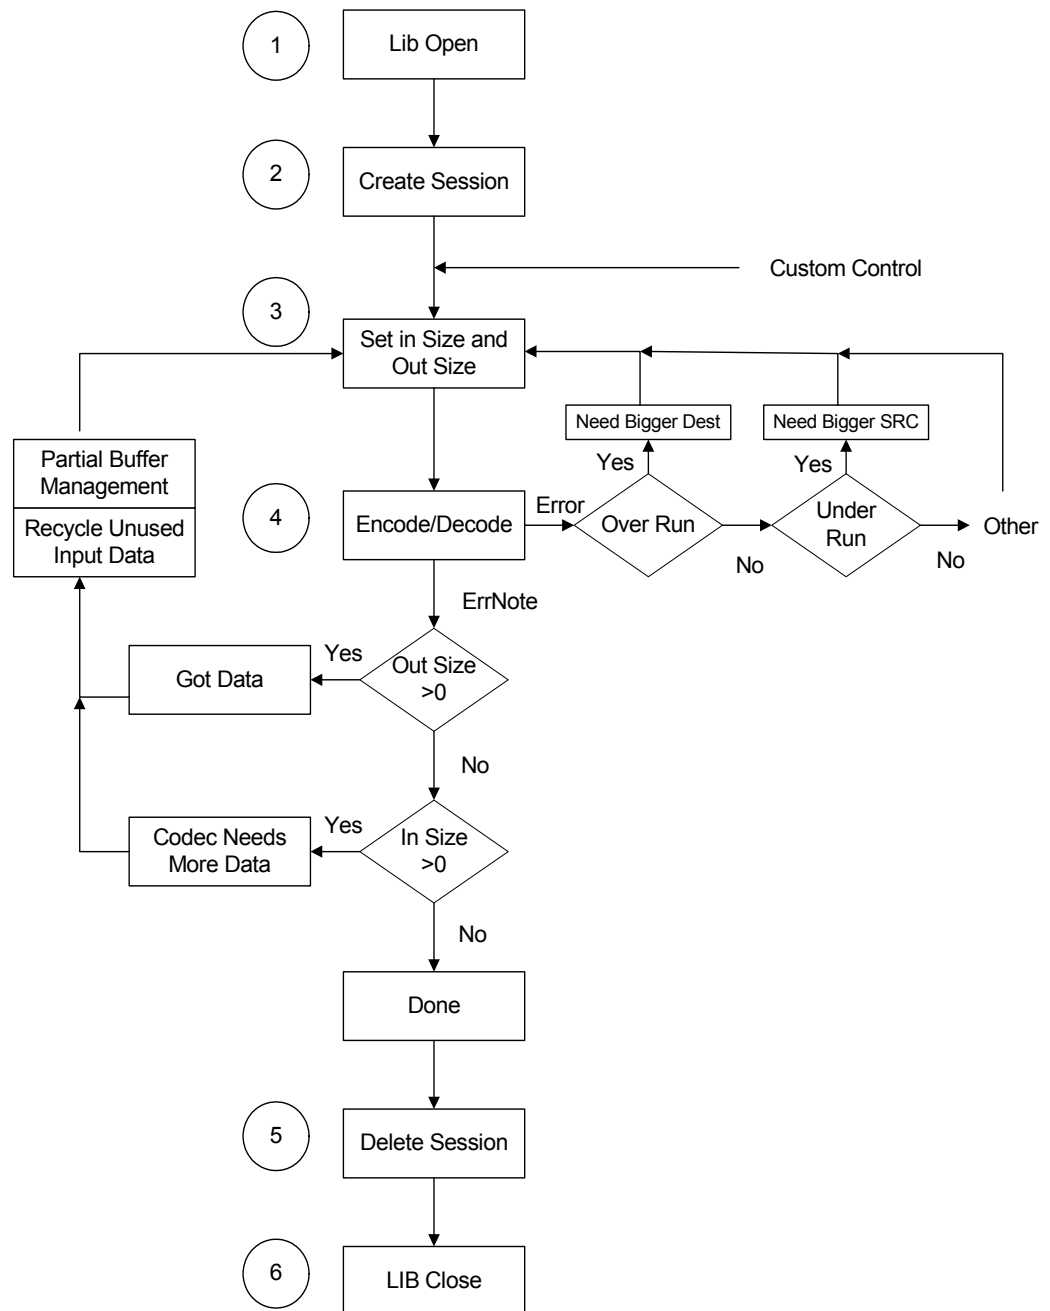 1
Lib Open
2
Create Session
Custom Control
3
Set in Size and
Out Size
Need Bigger Dest
Need Bigger SRC
Yes
Yes
Partial Buffer
Management
Recycle Unused
Input Data
4
Encode/Decode
Error
Over Run
No
Under
Run
No
Other
ErrNote
Out Size
>0
Yes
Got Data
No
In Size
>0
Yes
Codec Needs
More Data
No
Done
5
Delete Session
6
LIB Close